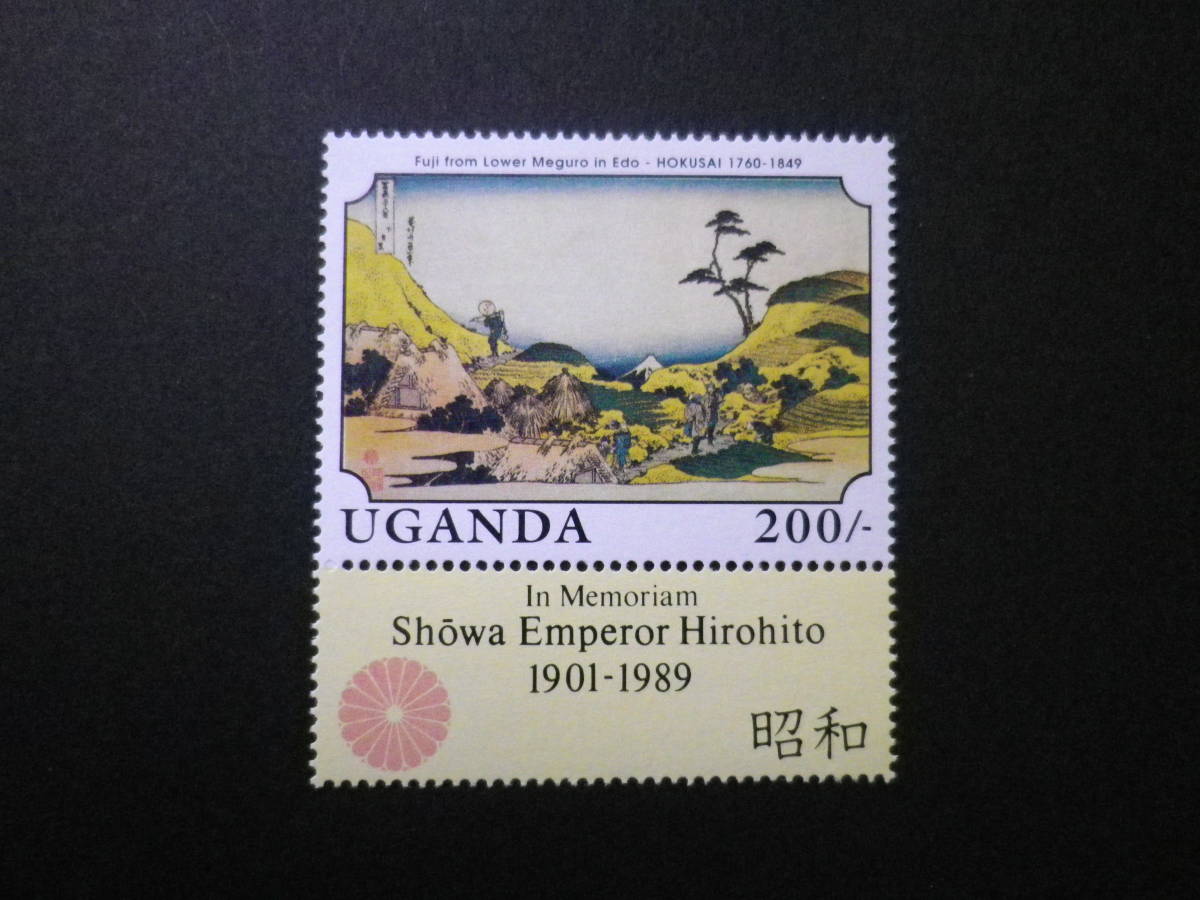 Fuji from Lower Meguro in Edo - HOKUSAI 1760-1849
UGANDA 200/-
In Memoriam
Shōwa Emperor Hirohito
1901-1989
昭和